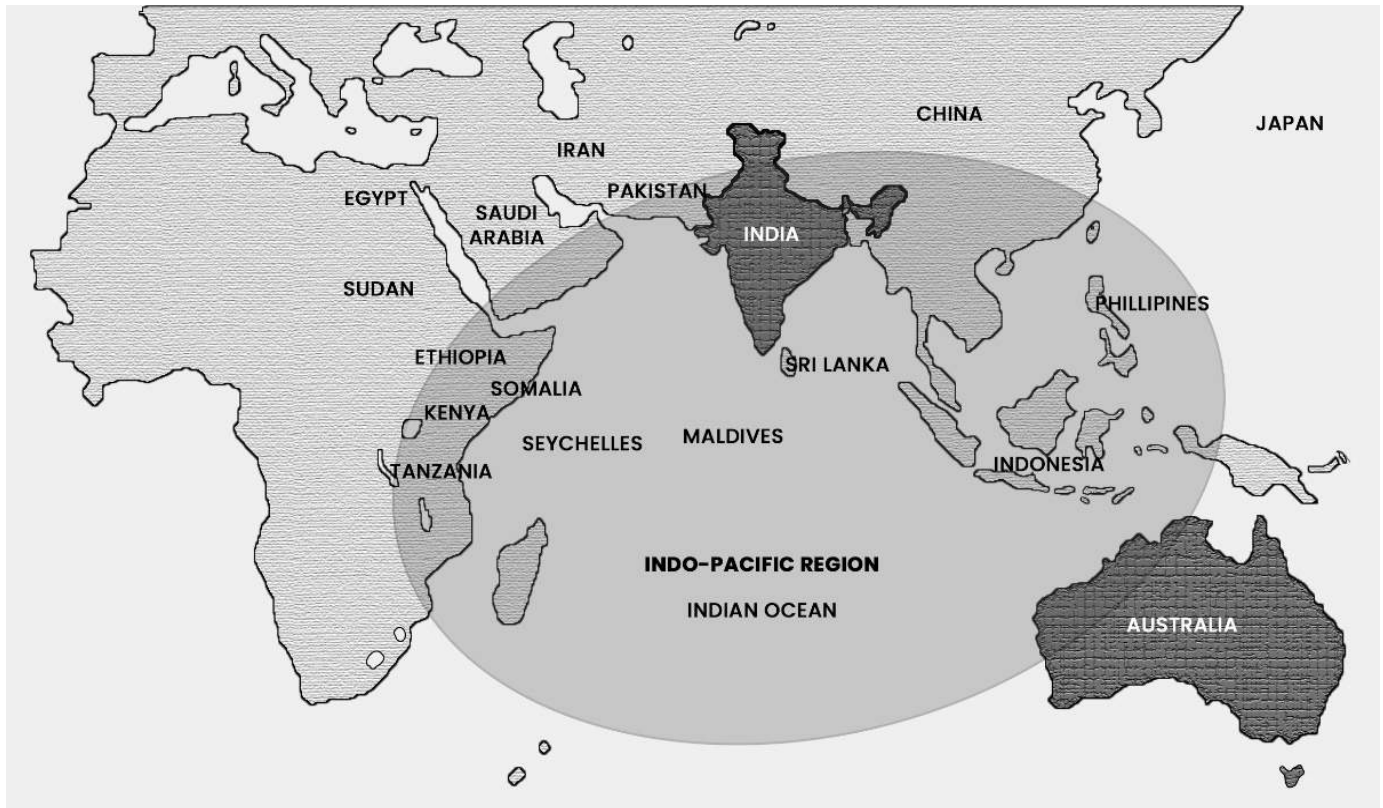 CHINA
JAPAN
IRAN
PAKISTAN
EGYPT
SAUDI
ARABIA
INDIA
SUDAN
PHILLIPINES
ETHIOPIA
SRI LANKA
SOMALIA
KENYA
SEYCHELLES
MALDIVES
TANZANIA
INDONESIA
INDO-PACIFIC REGION
INDIAN OCEAN
AUSTRALIA